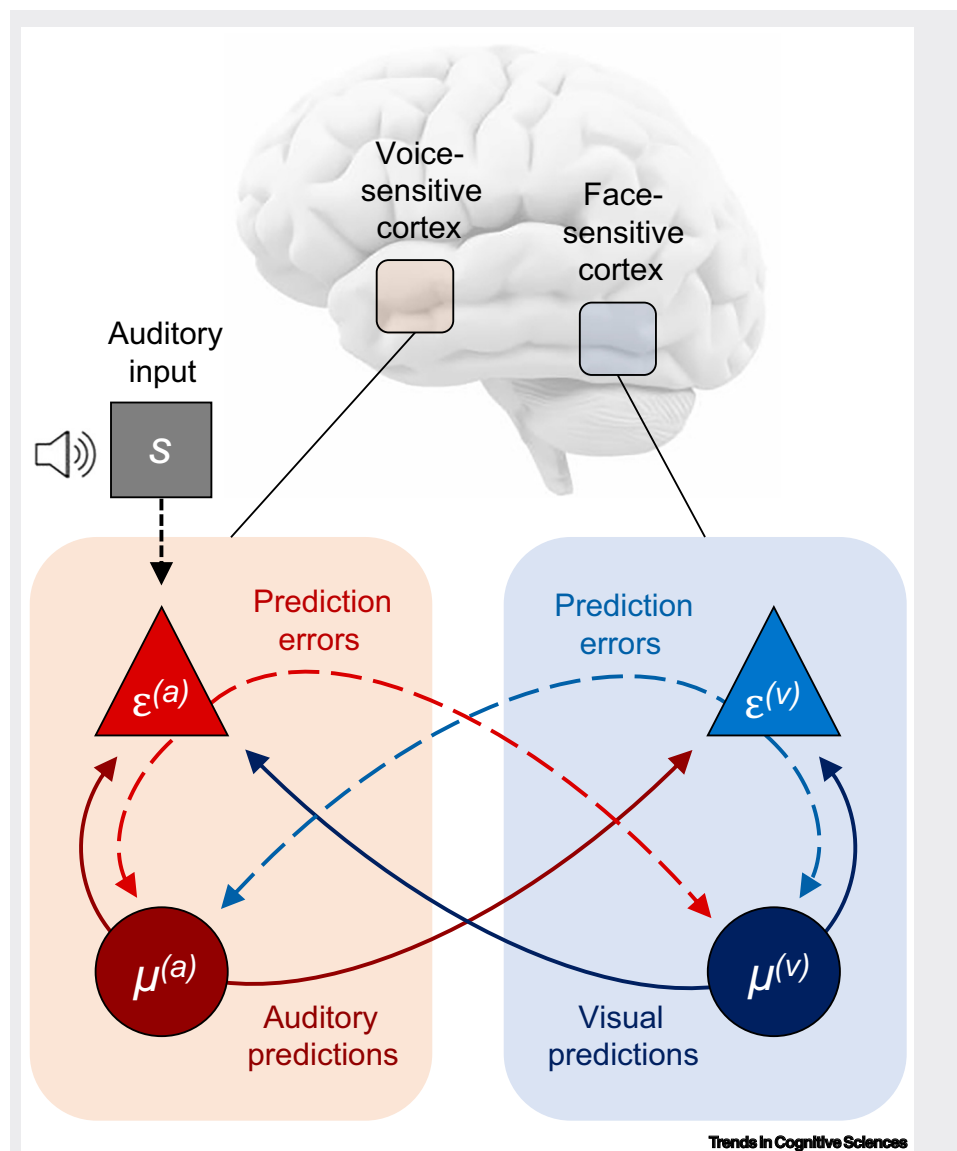 Voice-
sensitive
cortex
Face-
sensitive
cortex
Auditory
input
s
Prediction
errors
Prediction
errors
ε(a)
ε(v)
μ(a)
μ(v)
Auditory
predictions
Visual
predictions
Trends in Cognitive Sciences